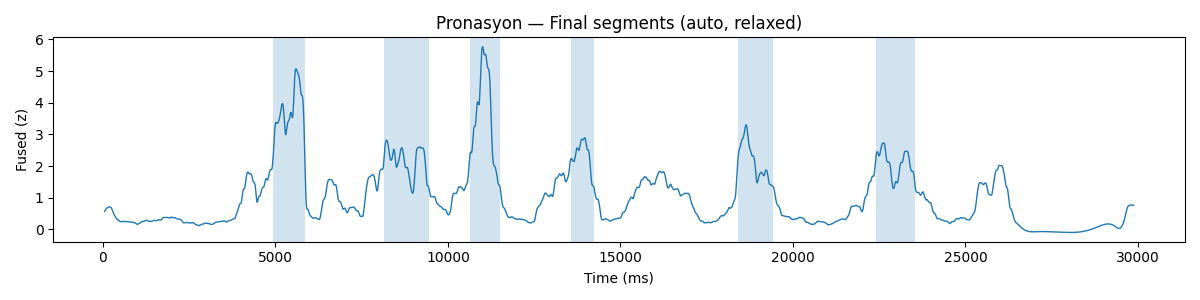 Pronasyon — Final segments (auto, relaxed)
Fused (z)
6
5
4
3
2
1
0
0 5000 10000 15000 20000 25000 30000
Time (ms)